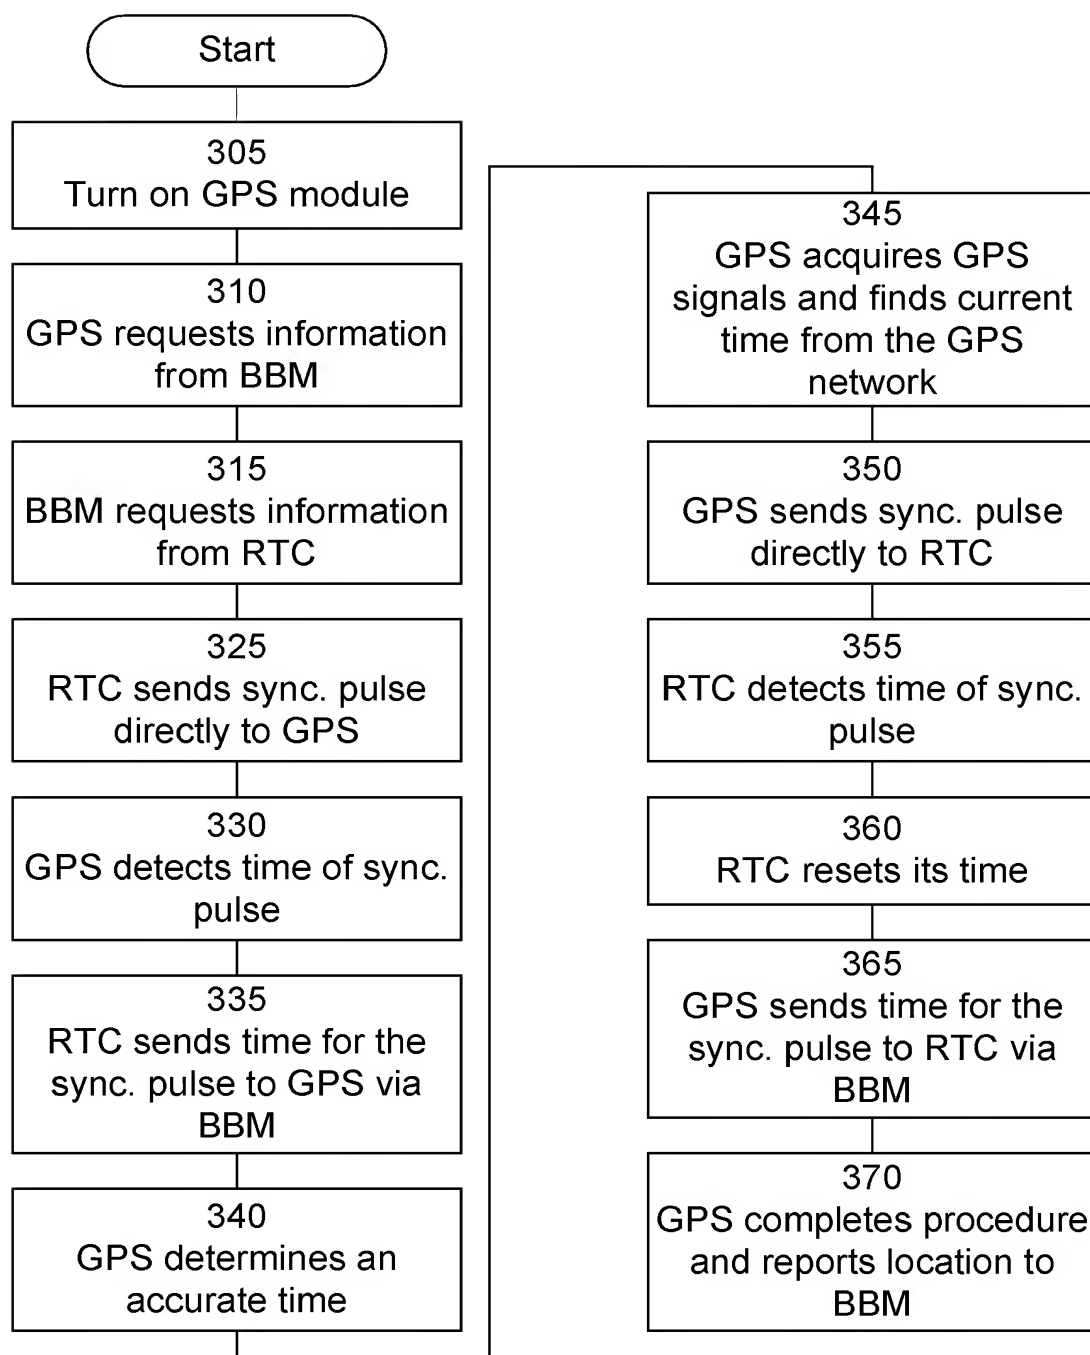 Start
305
Turn on GPS module
310
GPS requests information
from BBM
315
BBM requests information
from RTC
325
RTC sends sync. pulse
directly to GPS
330
GPS detects time of sync.
pulse
335
RTC sends time for the
sync. pulse to GPS via
BBM
340
GPS determines an
accurate time
345
GPS acquires GPS
signals and finds current
time from the GPS
network
350
GPS sends sync. pulse
directly to RTC
355
RTC detects time of sync.
pulse
360
RTC resets its time
365
GPS sends time for the
sync. pulse to RTC via
BBM
370
GPS completes procedure
and reports location to
BBM